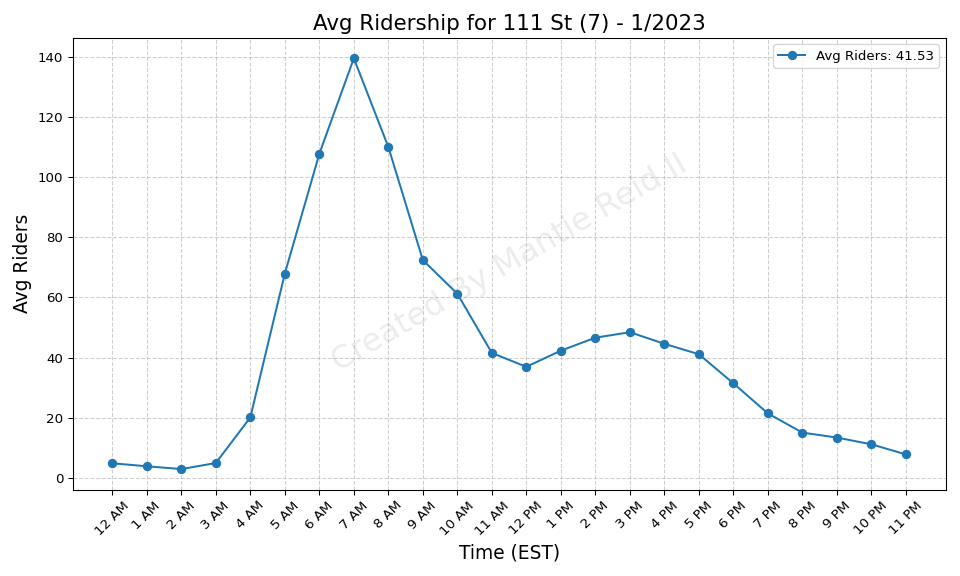 Avg Ridership for 111 St (7) - 1/2023
Avg Riders: 41.53
140
120
100
80
60
40
20
0
Avg Riders
Created By Mantie Reid II
12 AM 1 AM 2 AM 3 AM 4 AM 5 AM 6 AM 7 AM 8 AM 9 AM 10 AM 11 AM 12 PM 1 PM 2 PM 3 PM 4 PM 5 PM 6 PM 7 PM 8 PM 9 PM 10 PM 11 PM
Time (EST)